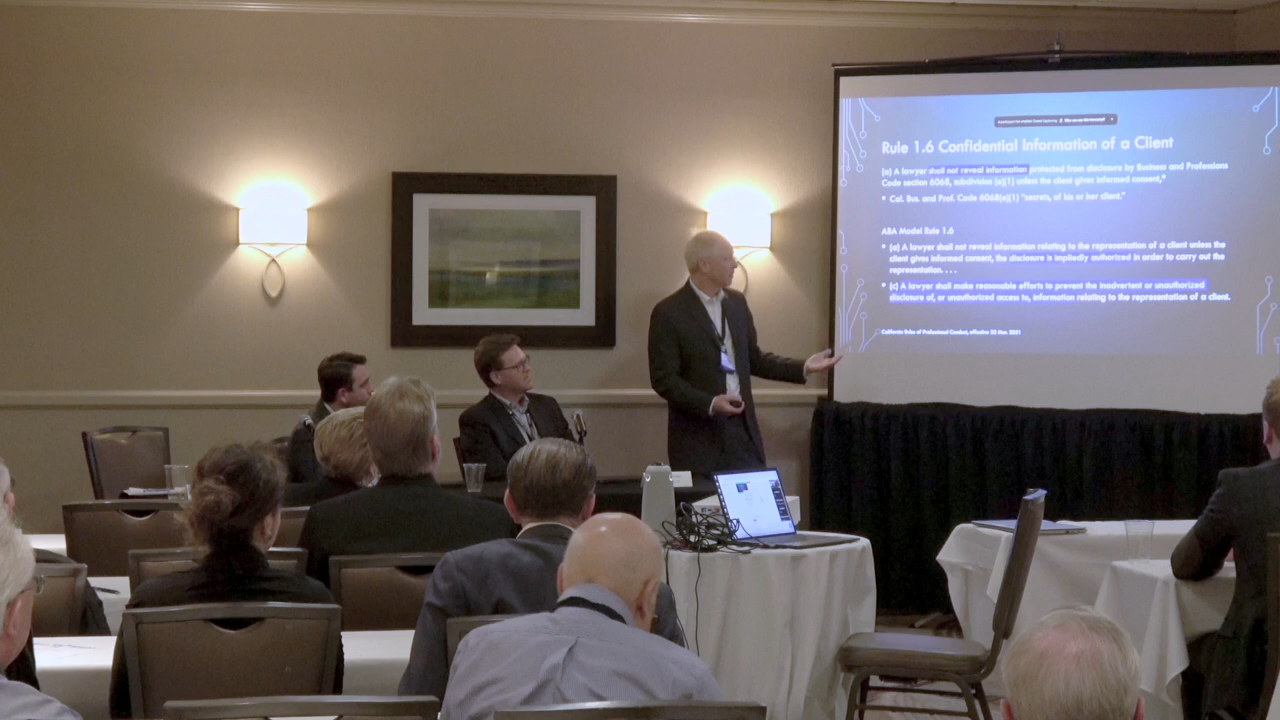 Rule 1.6 Confidential Information of a Client
(a) A lawyer shall not reveal information protected from disclosure by Business and Professions
Code section 6068, subdivision (e)(1) unless the client gives informed consent,"
• Cal. Bus. and Prof. Code 6068(e)(1) "secrets, of his or her client."
ABA Model Rule 1.6
• (a) A lawyer shall not reveal information relating to the representation of a client unless the
client gives informed consent, the disclosure is impliedly authorized in order to carry out the
representation. . . .
• (c) A lawyer shall make reasonable efforts to prevent the inadvertent or unauthorized
disclosure of, or unauthorized access to, information relating to the representation of a client.
California Rules of Professional Conduct, effective 22 Nov. 2021